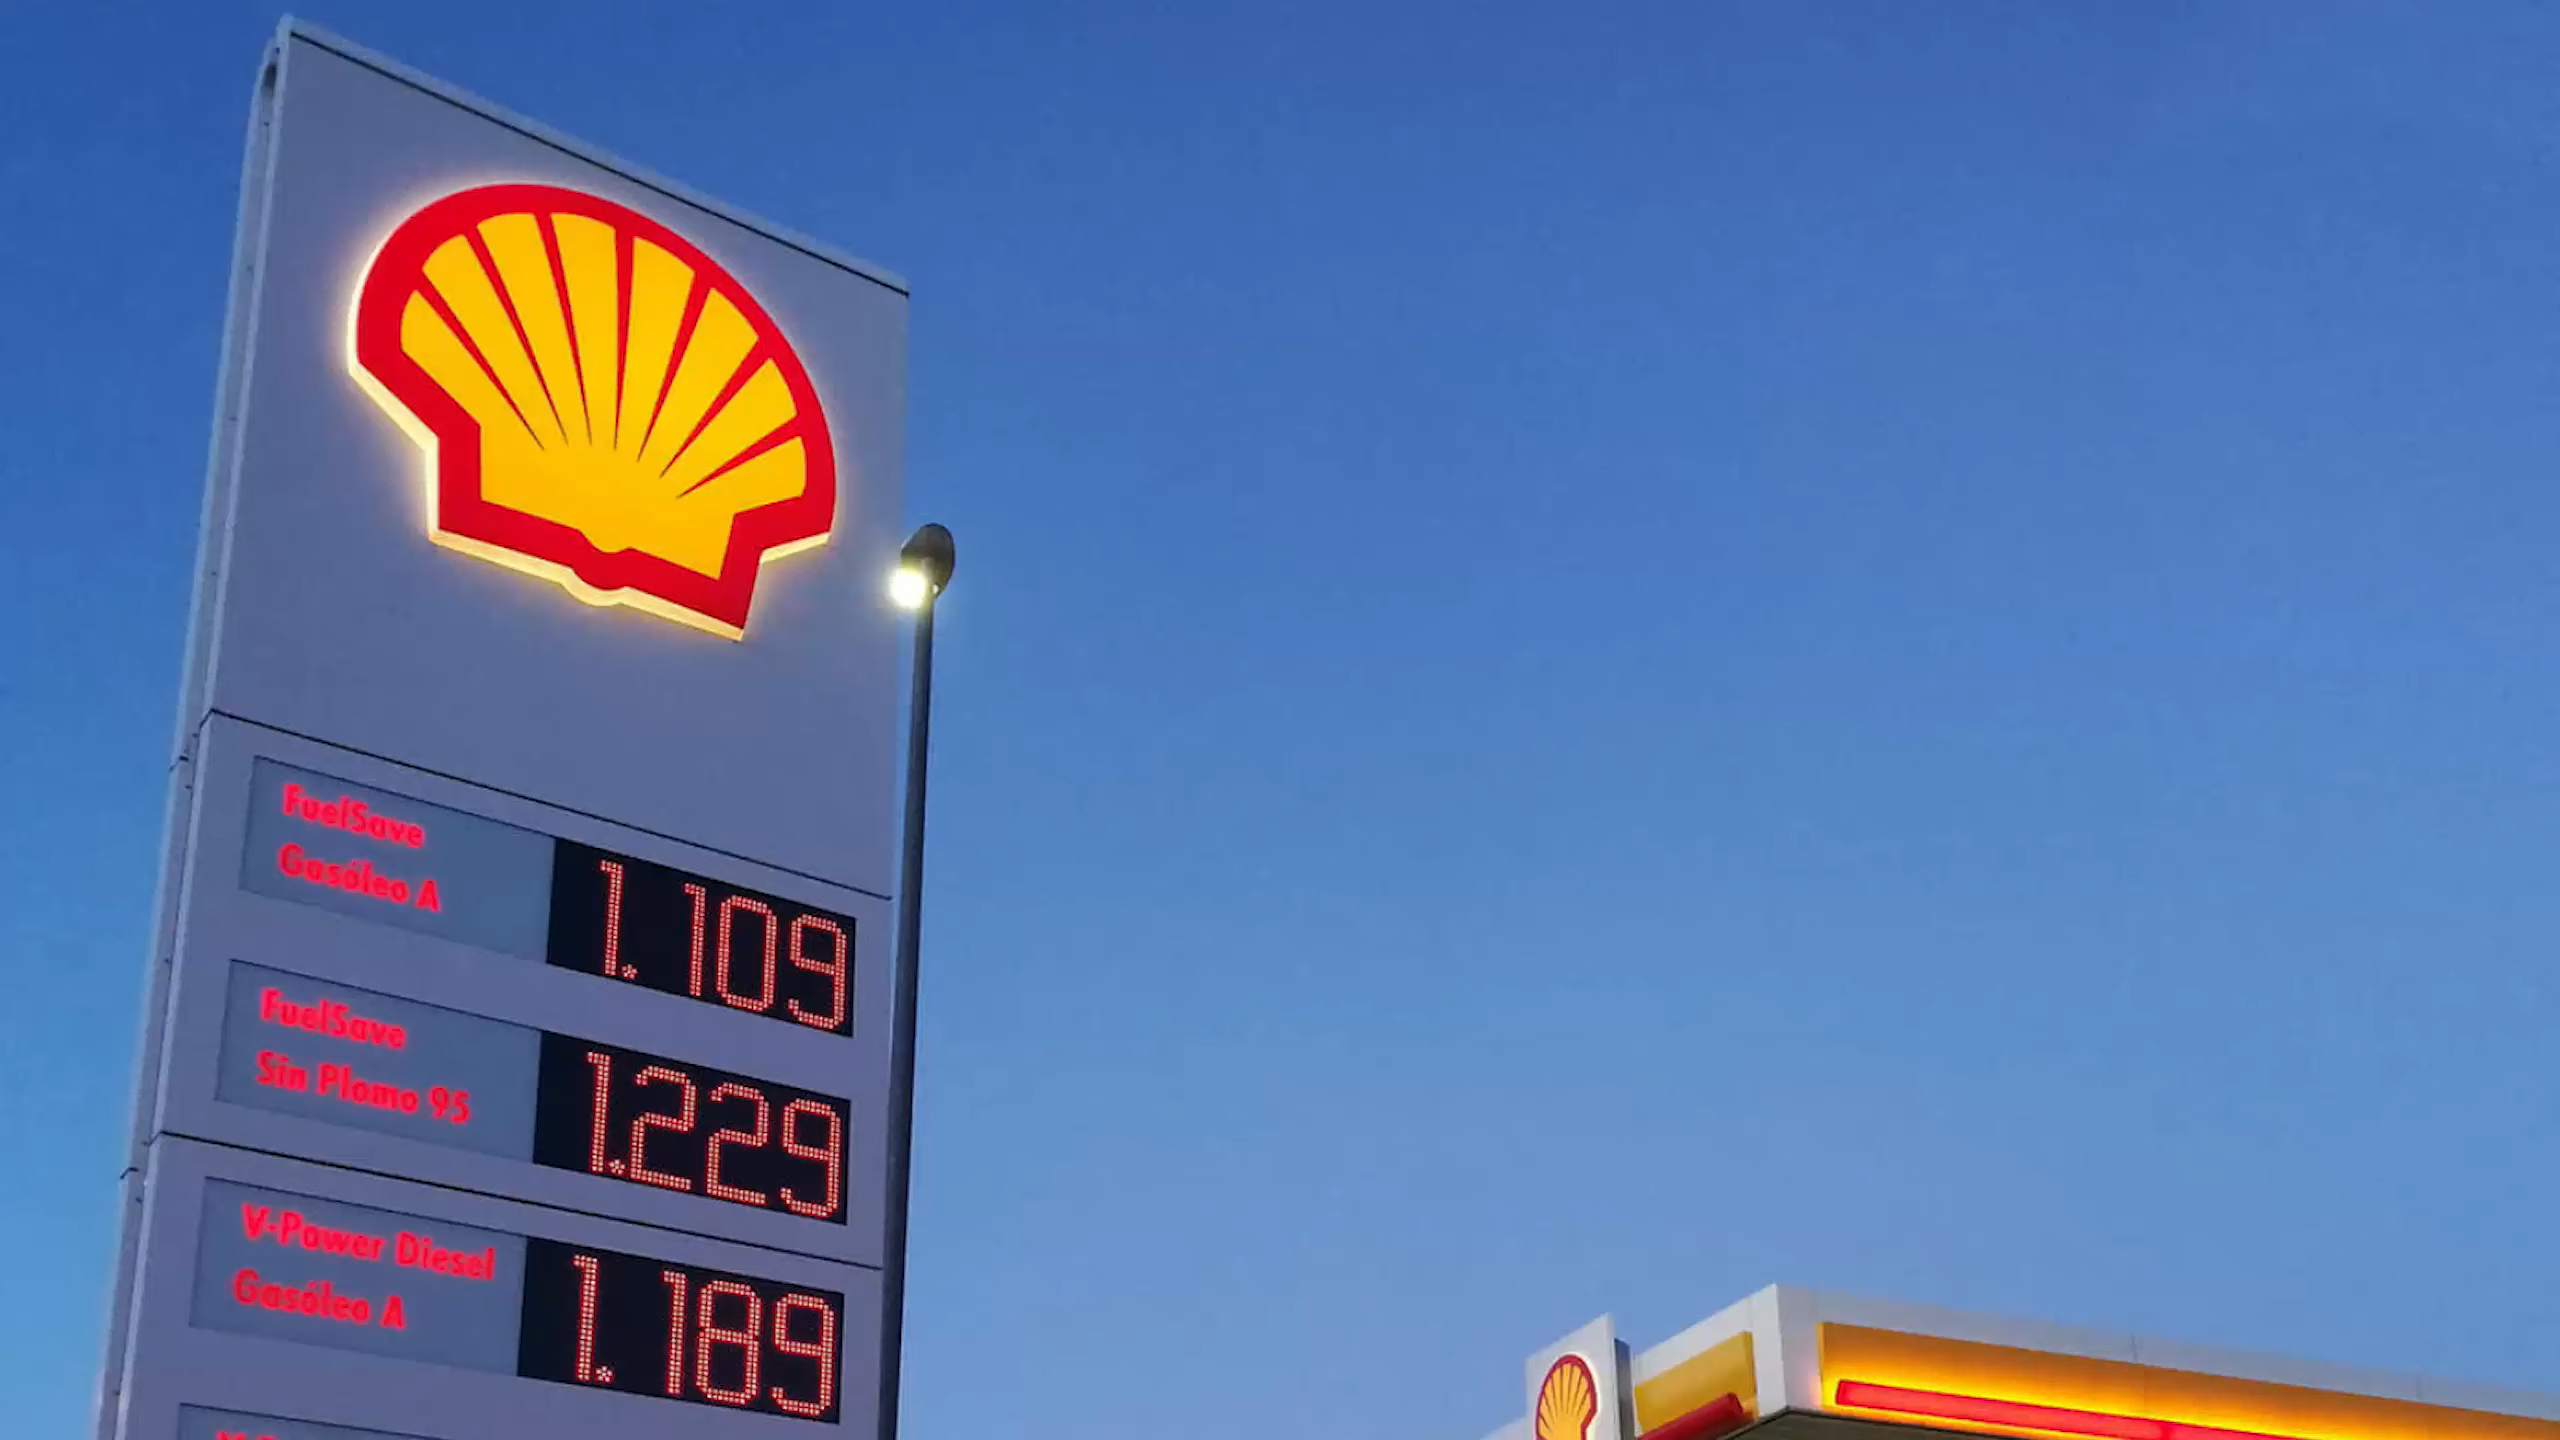 FuelSave
Gasóleo A
1.109
FuelSave
Sin Plomo 95
1.229
V-Power Diesel
Gasóleo A
1.189